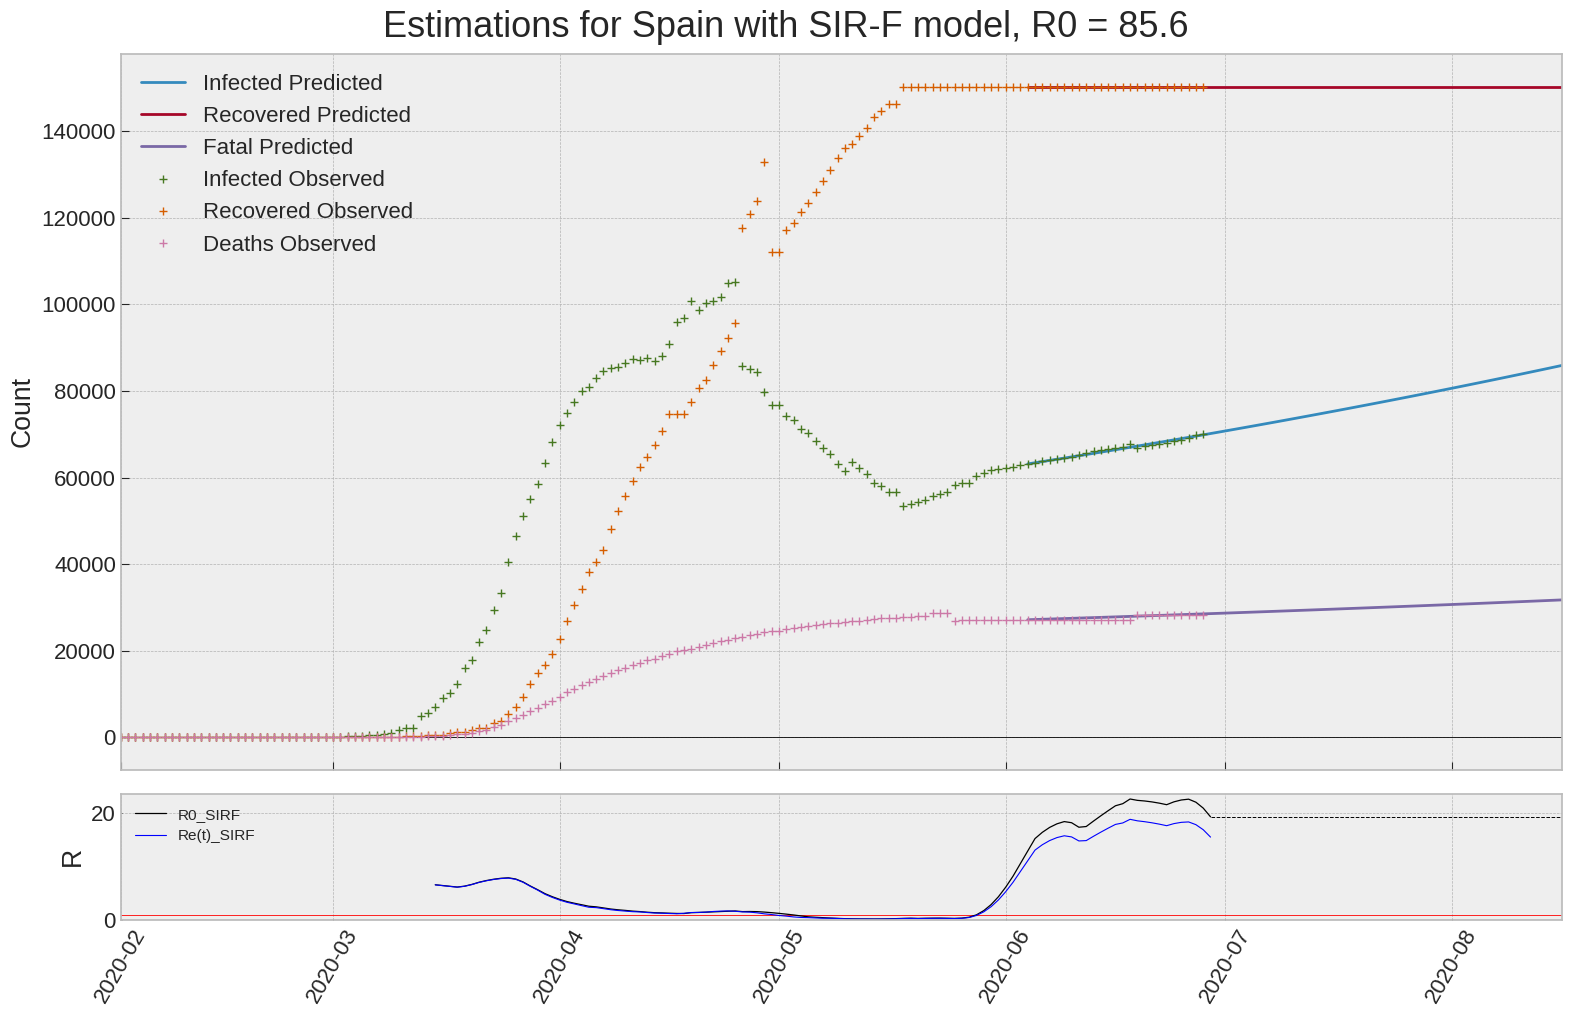 Estimations for Spain with SIR-F model, R0 = 85.6
Infected Predicted
Recovered Predicted
Fatal Predicted
Infected Observed
Recovered Observed
Deaths Observed
140000
120000
100000
80000
60000
40000
20000
0
Count
R0_SIRF
Re(t)_SIRF
20
0
R
2020-02
2020-03
2020-04
2020-05
2020-06
2020-07
2020-08